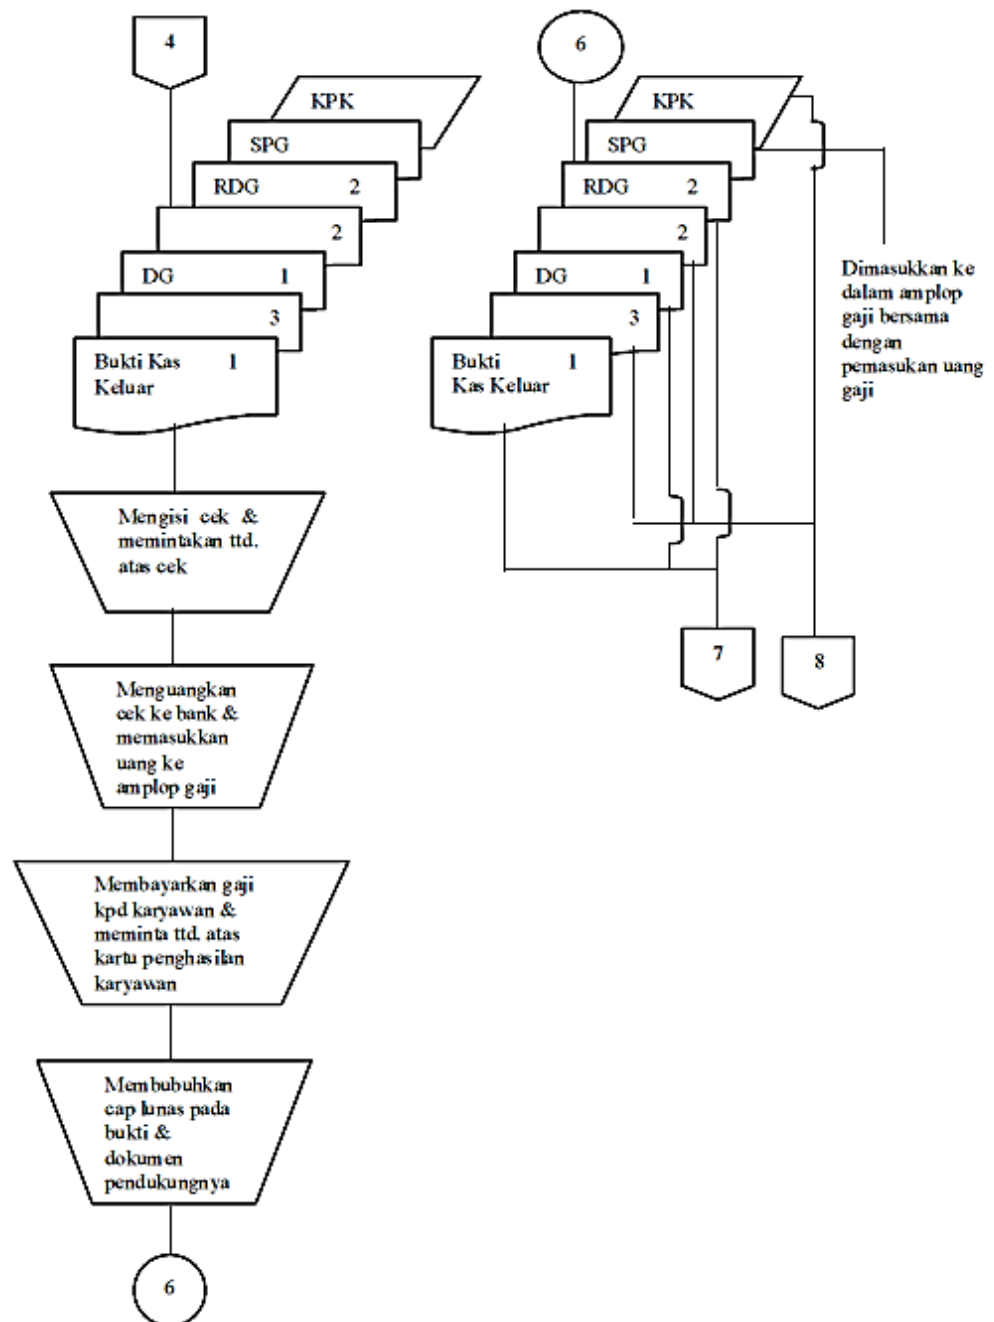 4
KPK
SPG
RDG 2
2
DG 1
3
Bukti Kas 1
Keluar
Mengisi cek &
memintakan ttd.
atas cek
Menguangkan
cek ke bank &
memasukkan
uang ke
amplop gaji
Membayarkan gaji
kpd karyawan &
meminta ttd. atas
kartu penghasilan
karyawan
Membubuhkan
cap lunas pada
bukti &
dokumen
pendukungnya
6
6
KPK
SPG
RDG 2
2
DG 1
3
Bukti 1
Kas Keluar
Dimasukkan ke
dalam amplop
gaji bersama
dengan
pemasukan uang
gaji
7
8